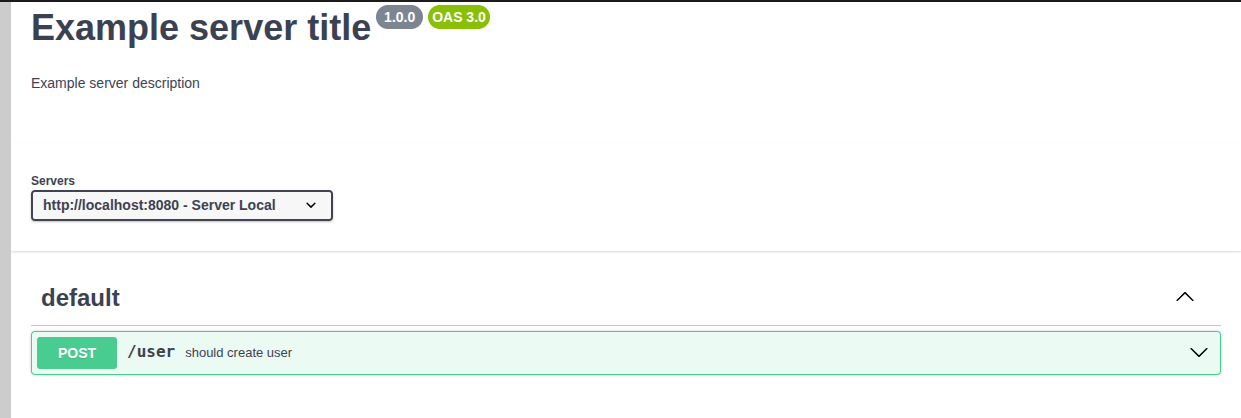 Example server title 1.0.0 OAS 3.0
Example server description
Servers
http://localhost:8080 - Server Local
default
POST /user should create user